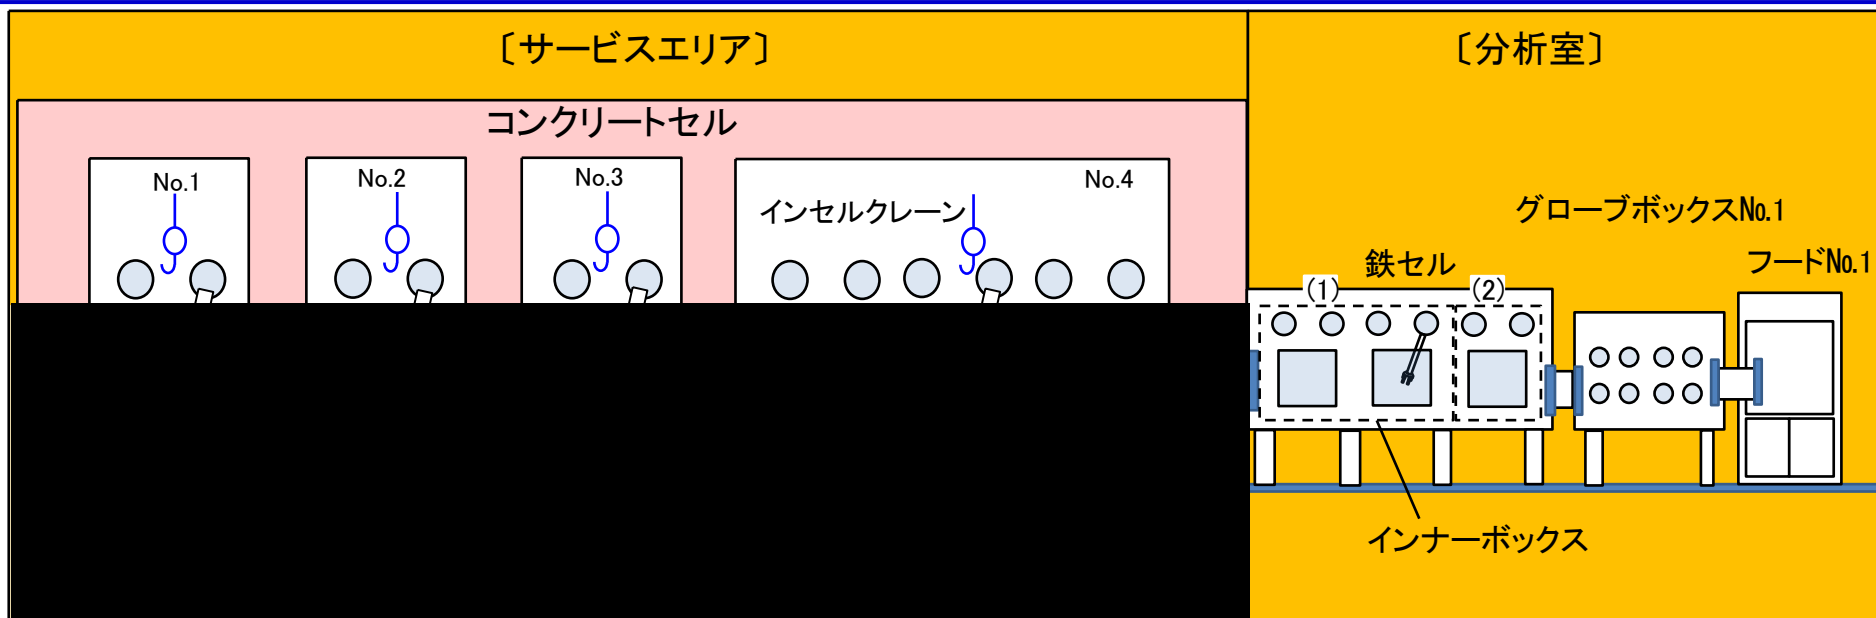 〔サービスエリア〕
〔分析室〕
コンクリートセル
No.1
No.2
No.3
No.4
インセルクレーン
グローブボックス№1
鉄セル
フード№1
(1)
(2)
インナーボックス